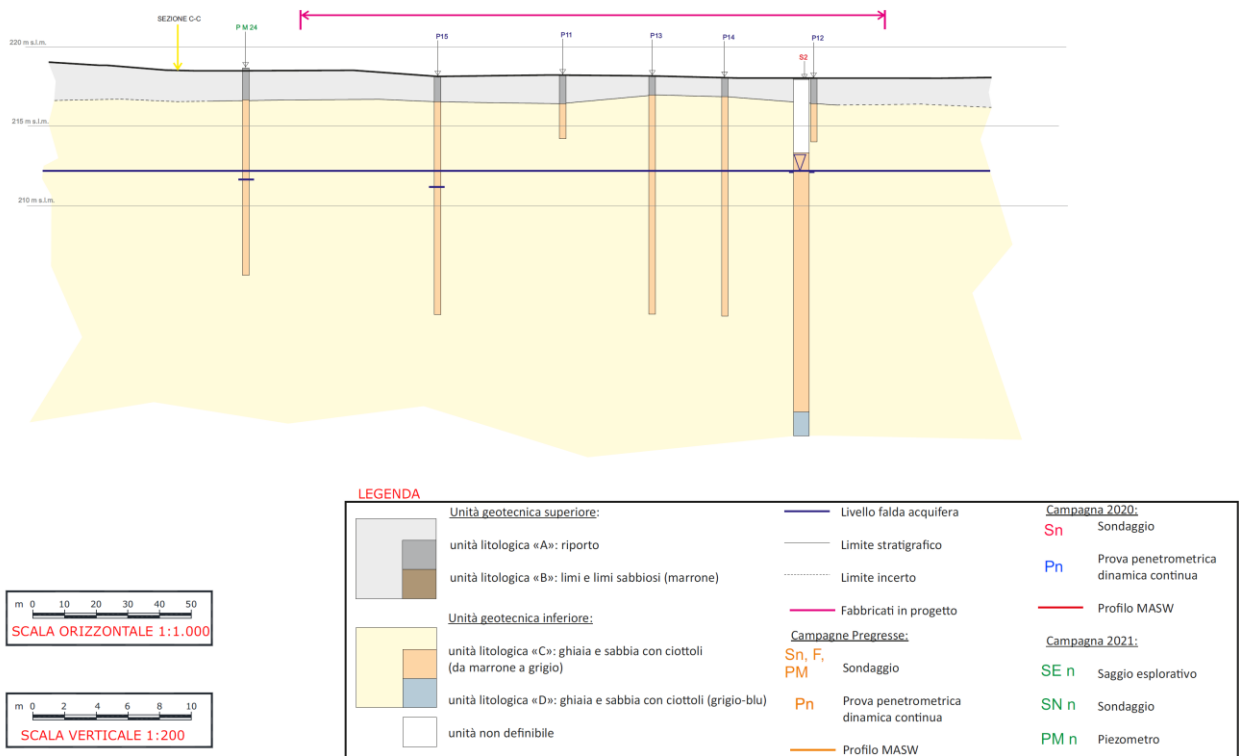 SEZIONE C-C
P M 24
P15
P11
P13
P14
S2
P12
220 m s.l.m.
215 m s.l.m.
210 m s.l.m.
LEGENDA
Unità geotecnica superiore:
unità litologica «A»: riporto
unità litologica «B»: limi e limi sabbiosi (marrone)
Unità geotecnica inferiore:
unità litologica «C»: ghiaia e sabbia con ciottoli
(da marrone a grigio)
unità litologica «D»: ghiaia e sabbia con ciottoli (grigio-blu)
unità non definibile
Livello falda acquifera
Limite stratigrafico
Limite incerto
Fabbricati in progetto
Campagne Pregresse:
Sn, F,
PM
Sondaggio
Pn
Prova penetrometrica
dinamica continua
Profilo MASW
Campagna 2020:
Sn
Sondaggio
Pn
Prova penetrometrica
dinamica continua
Profilo MASW
Campagna 2021:
SE n
Saggio esplorativo
SN n
Sondaggio
PM n
Piezometro
m 0 10 20 30 40 50
SCALA ORIZZONTALE 1:1.000
m 0 2 4 6 8 10
SCALA VERTICALE 1:200